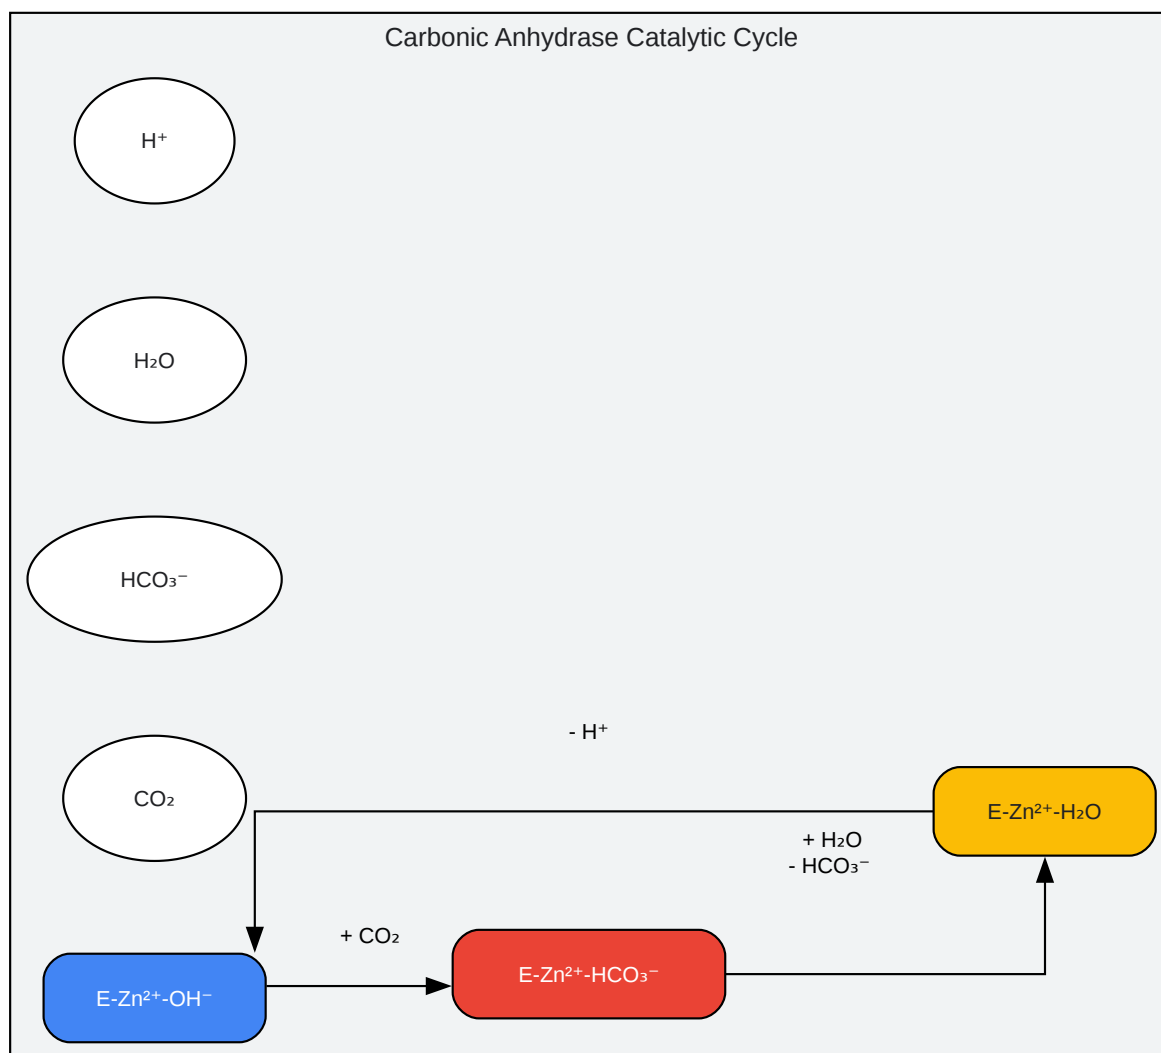 Carbonic Anhydrase Catalytic Cycle
H⁺
H₂O
HCO₃⁻
- H⁺
CO₂
E-Zn²⁺-H₂O
+ H₂O
- HCO₃⁻
+ CO₂
E-Zn²⁺-HCO₃⁻
E-Zn²⁺-OH⁻